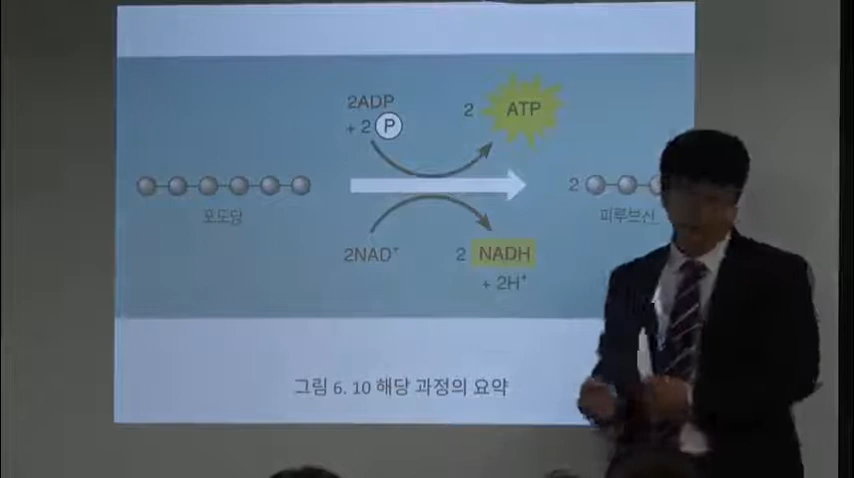 2ADP
+ 2 P
2 ATP
포도당
2
피루브산
2NAD⁺
2 NADH
+ 2H⁺
그림 6. 10 해당 과정의 요약